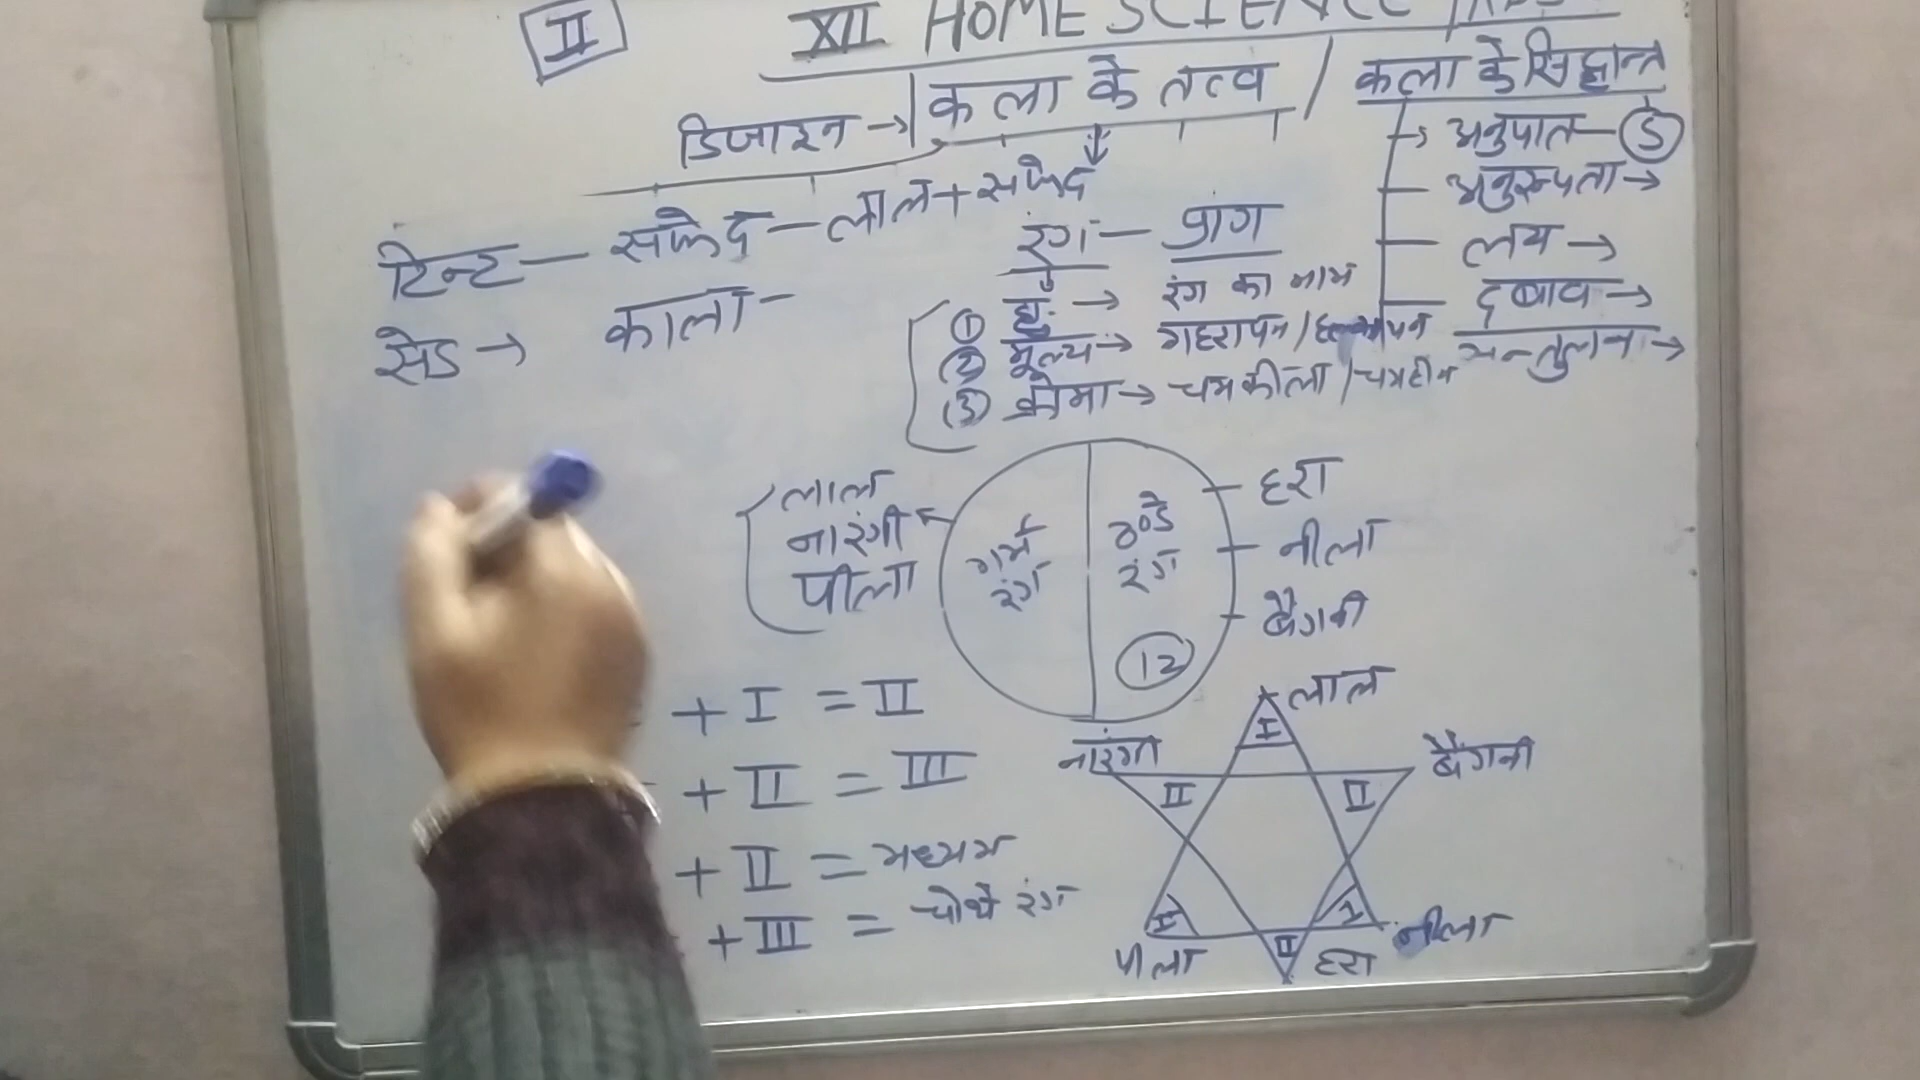 II
XII HOME SCIENCE
डिजाइन → कला के तत्व / कला के सिद्धान्त
→ अनुपात - 5
अनुरूपता →
लय →
दबाव →
सन्तुलन →
टिन्ट — सफेद — लाल + सफेद
सेड → काला -
रंग —
① ह्यु → रंग का नाम
② मूल्य → गहरापन / हल्कापन
③ क्रोमा → चमकीला /
लाल
नारंगी
पीला
गर्म रंग
ठण्डे रंग
12
हरा
नीला
बैगनी
+ I = II
+ II = III
+ II = मध्यम
+ III = चौथे रंग
लाल
I
नारंगी
बैंगनी
II
II
I
I
पीला
II
हरा
नीला